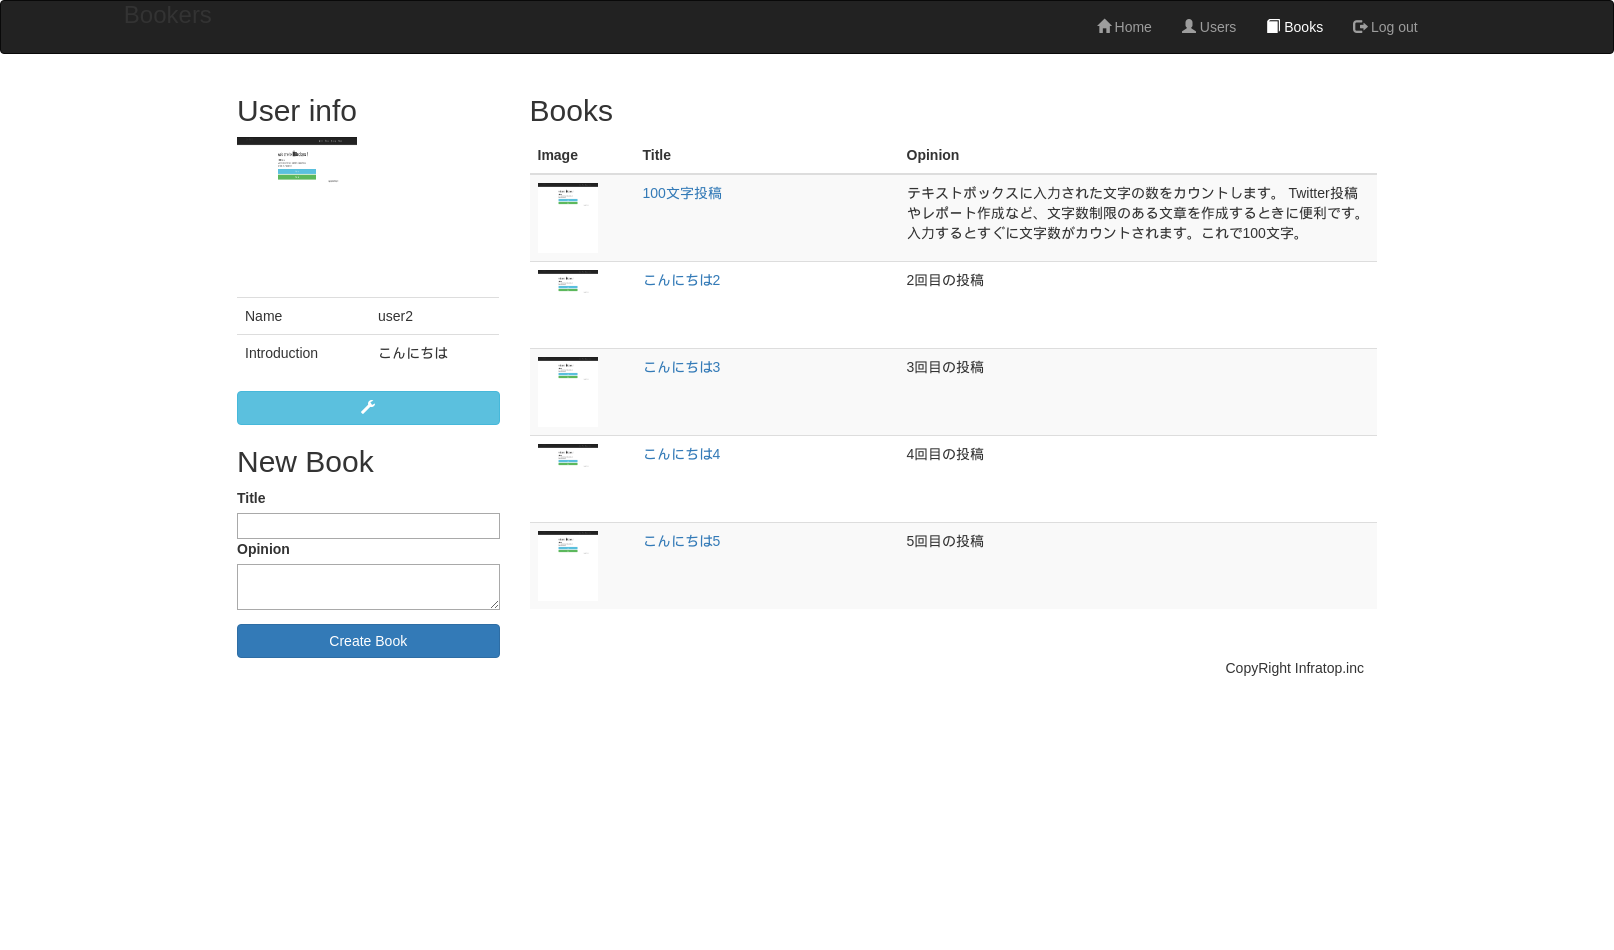 Bookers
Home Users Books Log out
User info
Name user2
Introduction こんにちは
New Book
Title
Opinion
Create Book
Books
Image Title Opinion
100文字投稿 テキストボックスに入力された文字の数をカウントします。 Twitter投稿
やレポート作成など、文字数制限のある文章を作成するときに便利です。
入力するとすぐに文字数がカウントされます。これで100文字。
こんにちは2 2回目の投稿
こんにちは3 3回目の投稿
こんにちは4 4回目の投稿
こんにちは5 5回目の投稿
CopyRight Infratop.inc